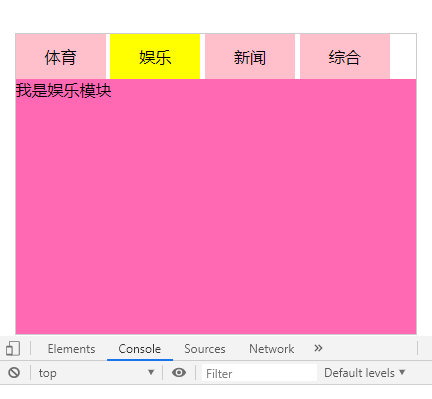 体育 娱乐 新闻 综合
我是娱乐模块
Elements Console Sources Network »
top ▼ Filter Default levels ▼